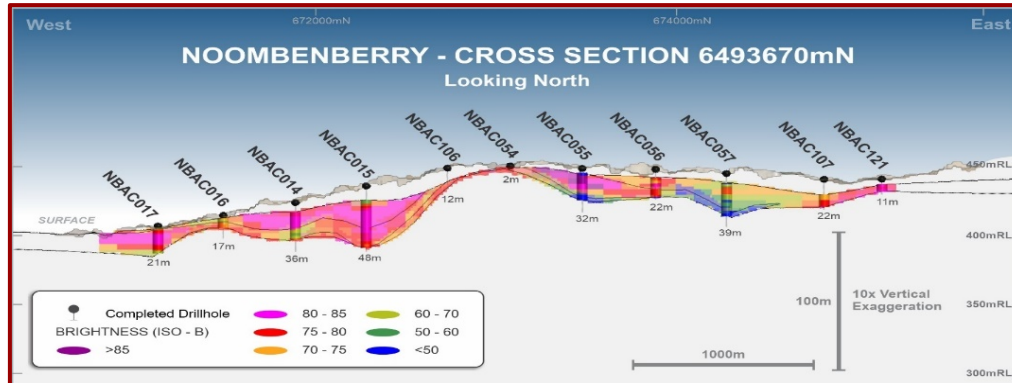 672000mN
674000mN
West
East
NOOMBENBERRY - CROSS SECTION 6493670mN
Looking North
NBAC017
NBAC016
NBAC014
NBAC015
NBAC106
NBAC054
NBAC055
NBAC056
NBAC057
NBAC107
NBAC121
450mRL
SURFACE
400mRL
350mRL
300mRL
21m
17m
36m
48m
12m
2m
32m
22m
39m
22m
11m
100m
10x Vertical
Exaggeration
1000m
Completed Drillhole
BRIGHTNESS (ISO - B)
>85
80 - 85
75 - 80
70 - 75
60 - 70
50 - 60
<50